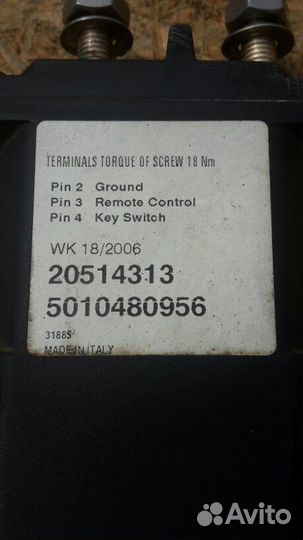 TERMINALS TORQUE OF SCREW 18 Nm
Pin 2 Ground
Pin 3 Remote Control
Pin 4 Key Switch
WK 18/2006
20514313
5010480956
31885
MADE IN ITALY
Avito